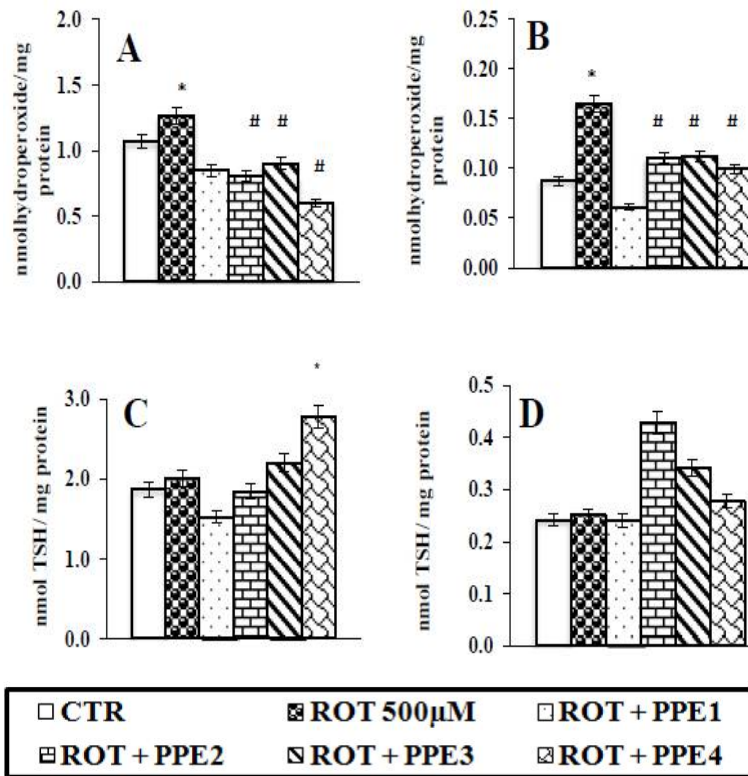 A
nmolhydroperoxide/mg
protein
2.0
1.5
1.0
0.5
0.0
*
# #
#
B
nmolhydroperoxide/mg
protein
0.25
0.20
0.15
0.10
0.05
0.00
*
# # #
C
nmol TSH/ mg protein
3.0
2.0
1.0
0.0
*
D
nmol TSH/ mg protein
0.5
0.4
0.3
0.2
0.1
0.0
CTR ROT 500µM ROT + PPE1
ROT + PPE2 ROT + PPE3 ROT + PPE4